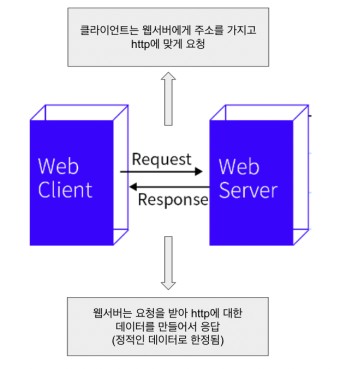 클라이언트는 웹서버에게 주소를 가지고
http에 맞게 요청
Web
Client
Request
Response
Web
Server
웹서버는 요청을 받아 http에 대한
데이터를 만들어서 응답
(정적인 데이터로 한정됨)